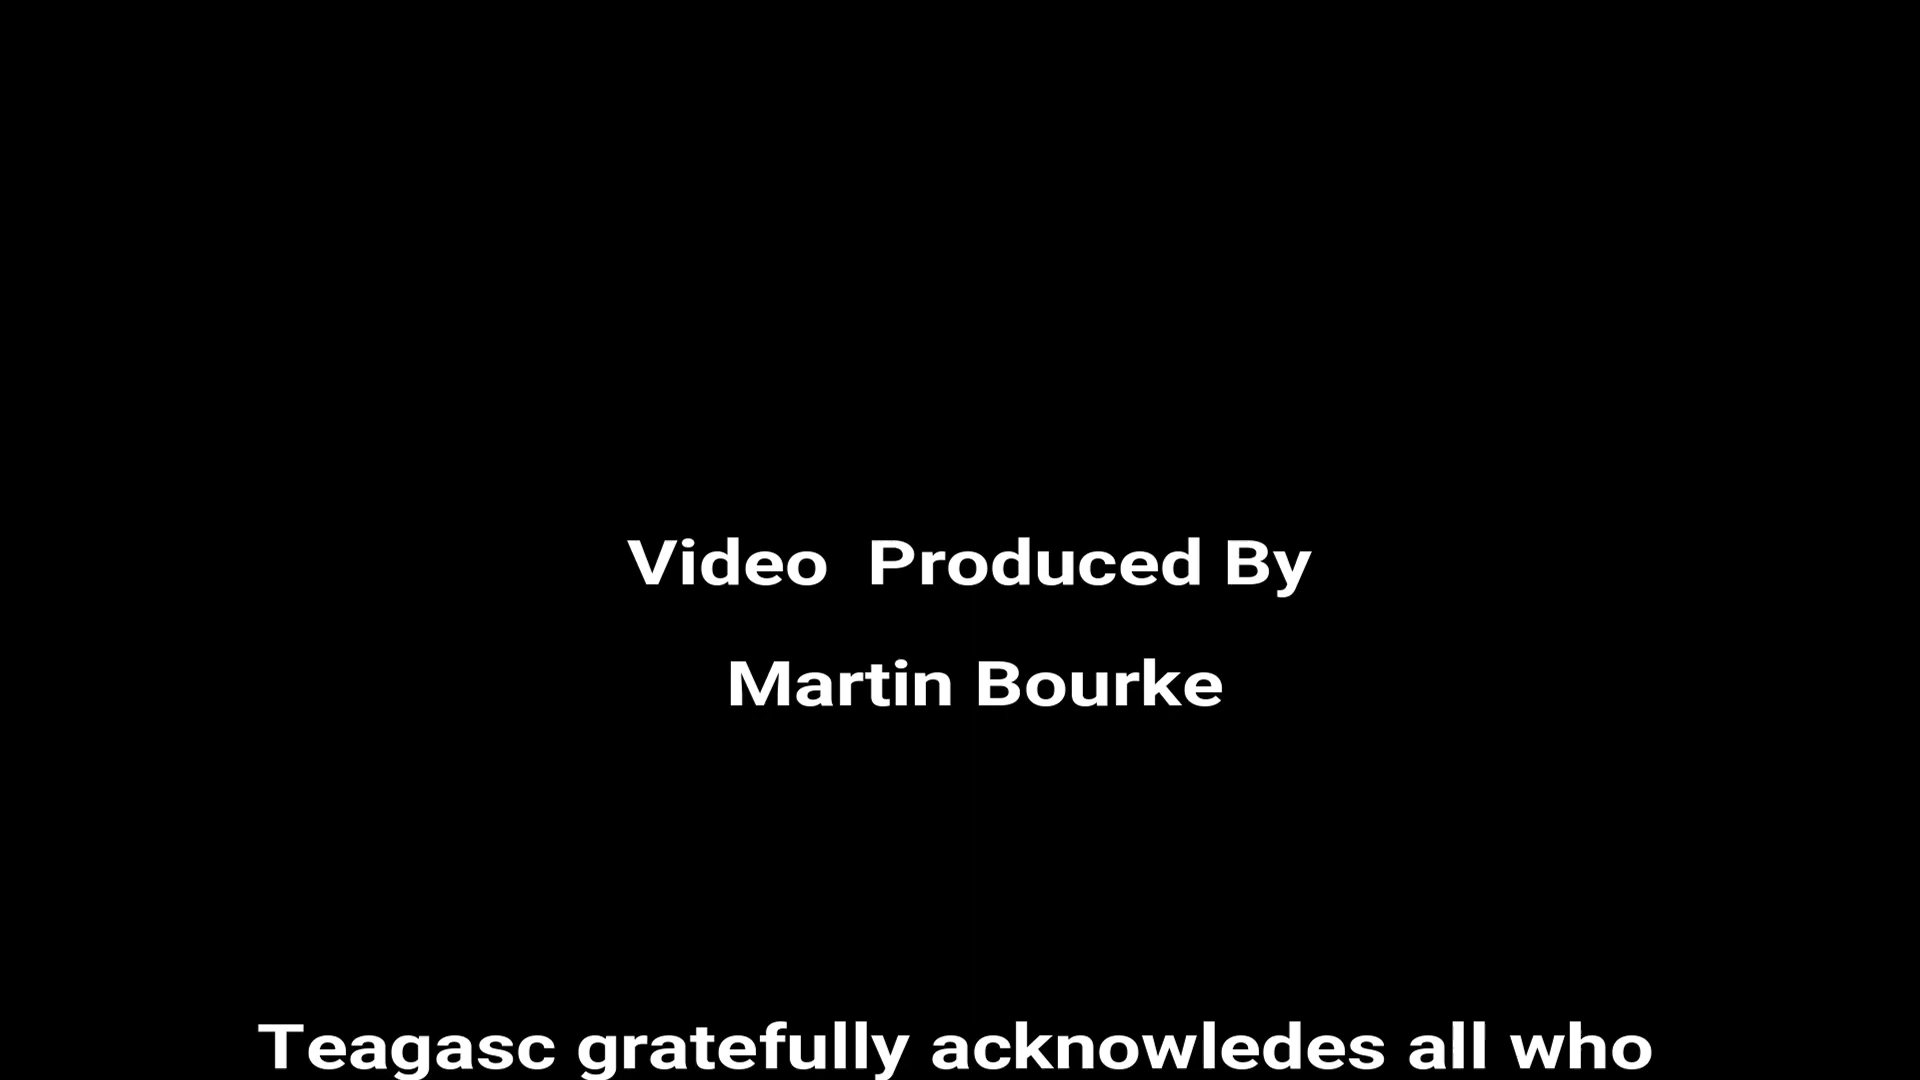 Video  Produced By
Martin Bourke
Teagasc gratefully acknowledes all who